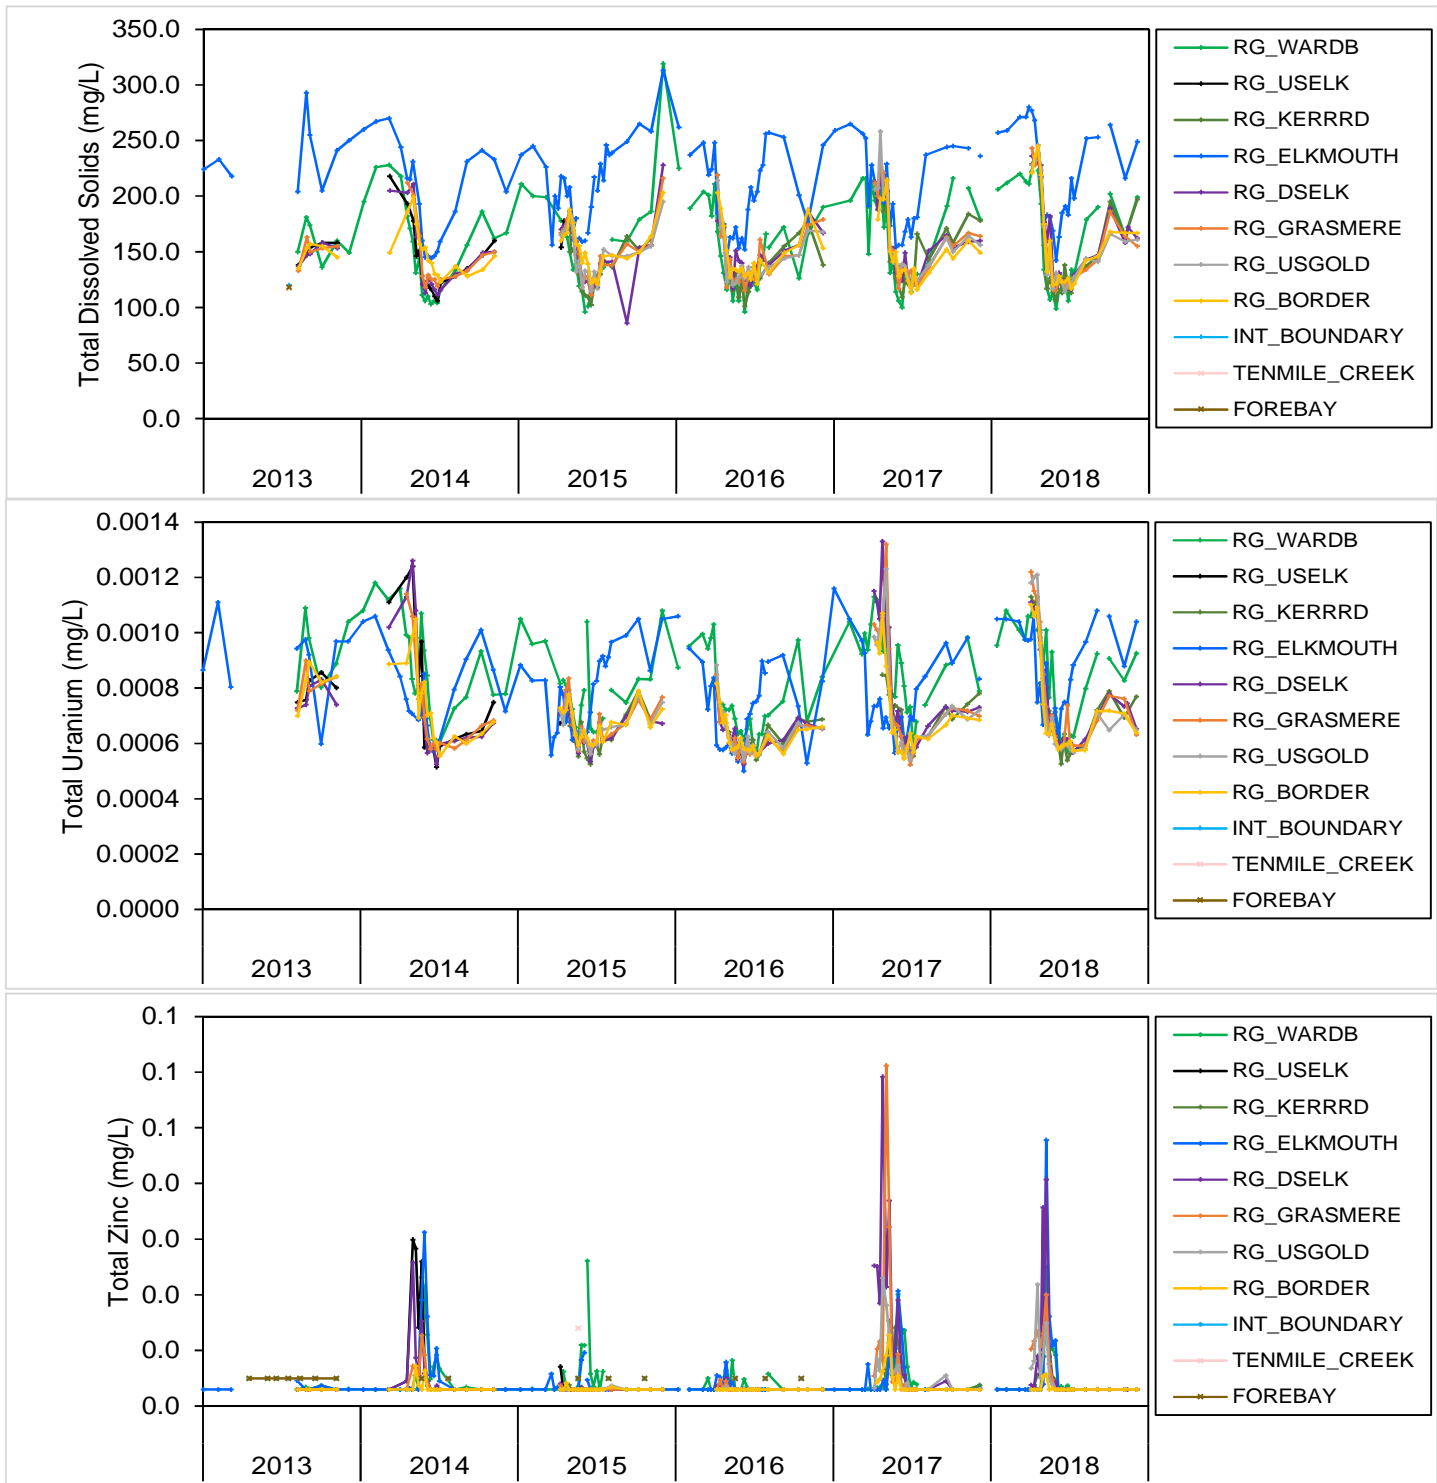 Total Dissolved Solids (mg/L)
350.0
300.0
250.0
200.0
150.0
100.0
50.0
0.0
2013 2014 2015 2016 2017 2018
RG_WARDB
RG_USELK
RG_KERRRD
RG_ELKMOUTH
RG_DSELK
RG_GRASMERE
RG_USGOLD
RG_BORDER
INT_BOUNDARY
TENMILE_CREEK
FOREBAY
Total Uranium (mg/L)
0.0014
0.0012
0.0010
0.0008
0.0006
0.0004
0.0002
0.0000
2013 2014 2015 2016 2017 2018
RG_WARDB
RG_USELK
RG_KERRRD
RG_ELKMOUTH
RG_DSELK
RG_GRASMERE
RG_USGOLD
RG_BORDER
INT_BOUNDARY
TENMILE_CREEK
FOREBAY
Total Zinc (mg/L)
0.1
0.1
0.1
0.0
0.0
0.0
0.0
0.0
2013 2014 2015 2016 2017 2018
RG_WARDB
RG_USELK
RG_KERRRD
RG_ELKMOUTH
RG_DSELK
RG_GRASMERE
RG_USGOLD
RG_BORDER
INT_BOUNDARY
TENMILE_CREEK
FOREBAY